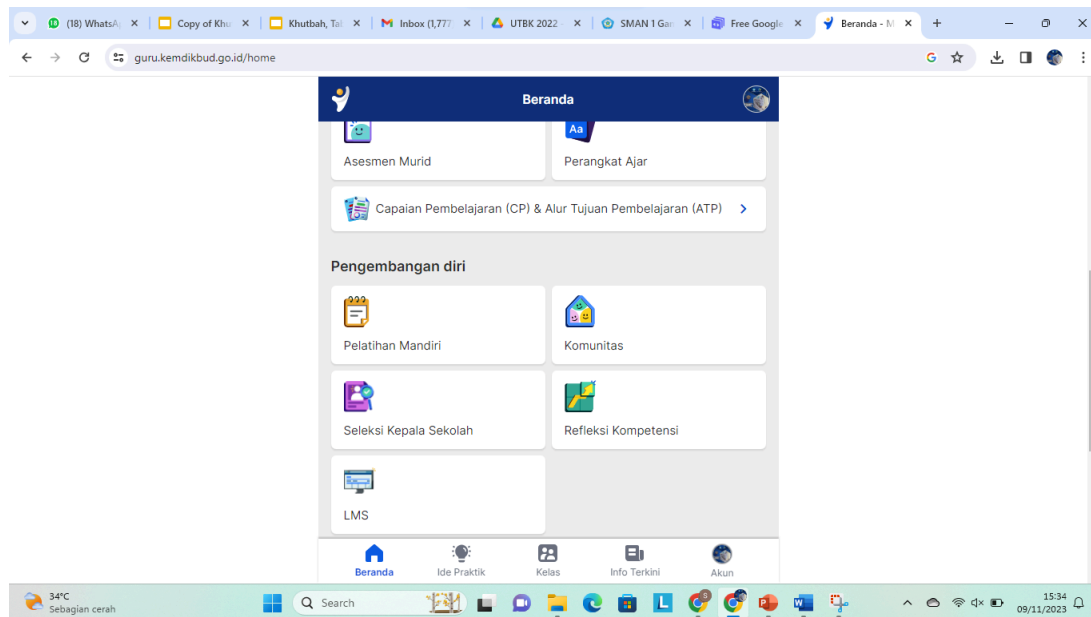 (18) WhatsA
Copy of Khu
Khutbah, Tal
Inbox (1,777
UTBK 2022 -
SMAN 1 Gar
Free Google
Beranda - M
guru.kemdikbud.go.id/home
G
Beranda
Aa
Asesmen Murid
Perangkat Ajar
Capaian Pembelajaran (CP) & Alur Tujuan Pembelajaran (ATP)
Pengembangan diri
Pelatihan Mandiri
Komunitas
Seleksi Kepala Sekolah
Refleksi Kompetensi
LMS
Beranda
Ide Praktik
Kelas
Info Terkini
Akun
34°C
Sebagian cerah
Search
L
15:34
09/11/2023